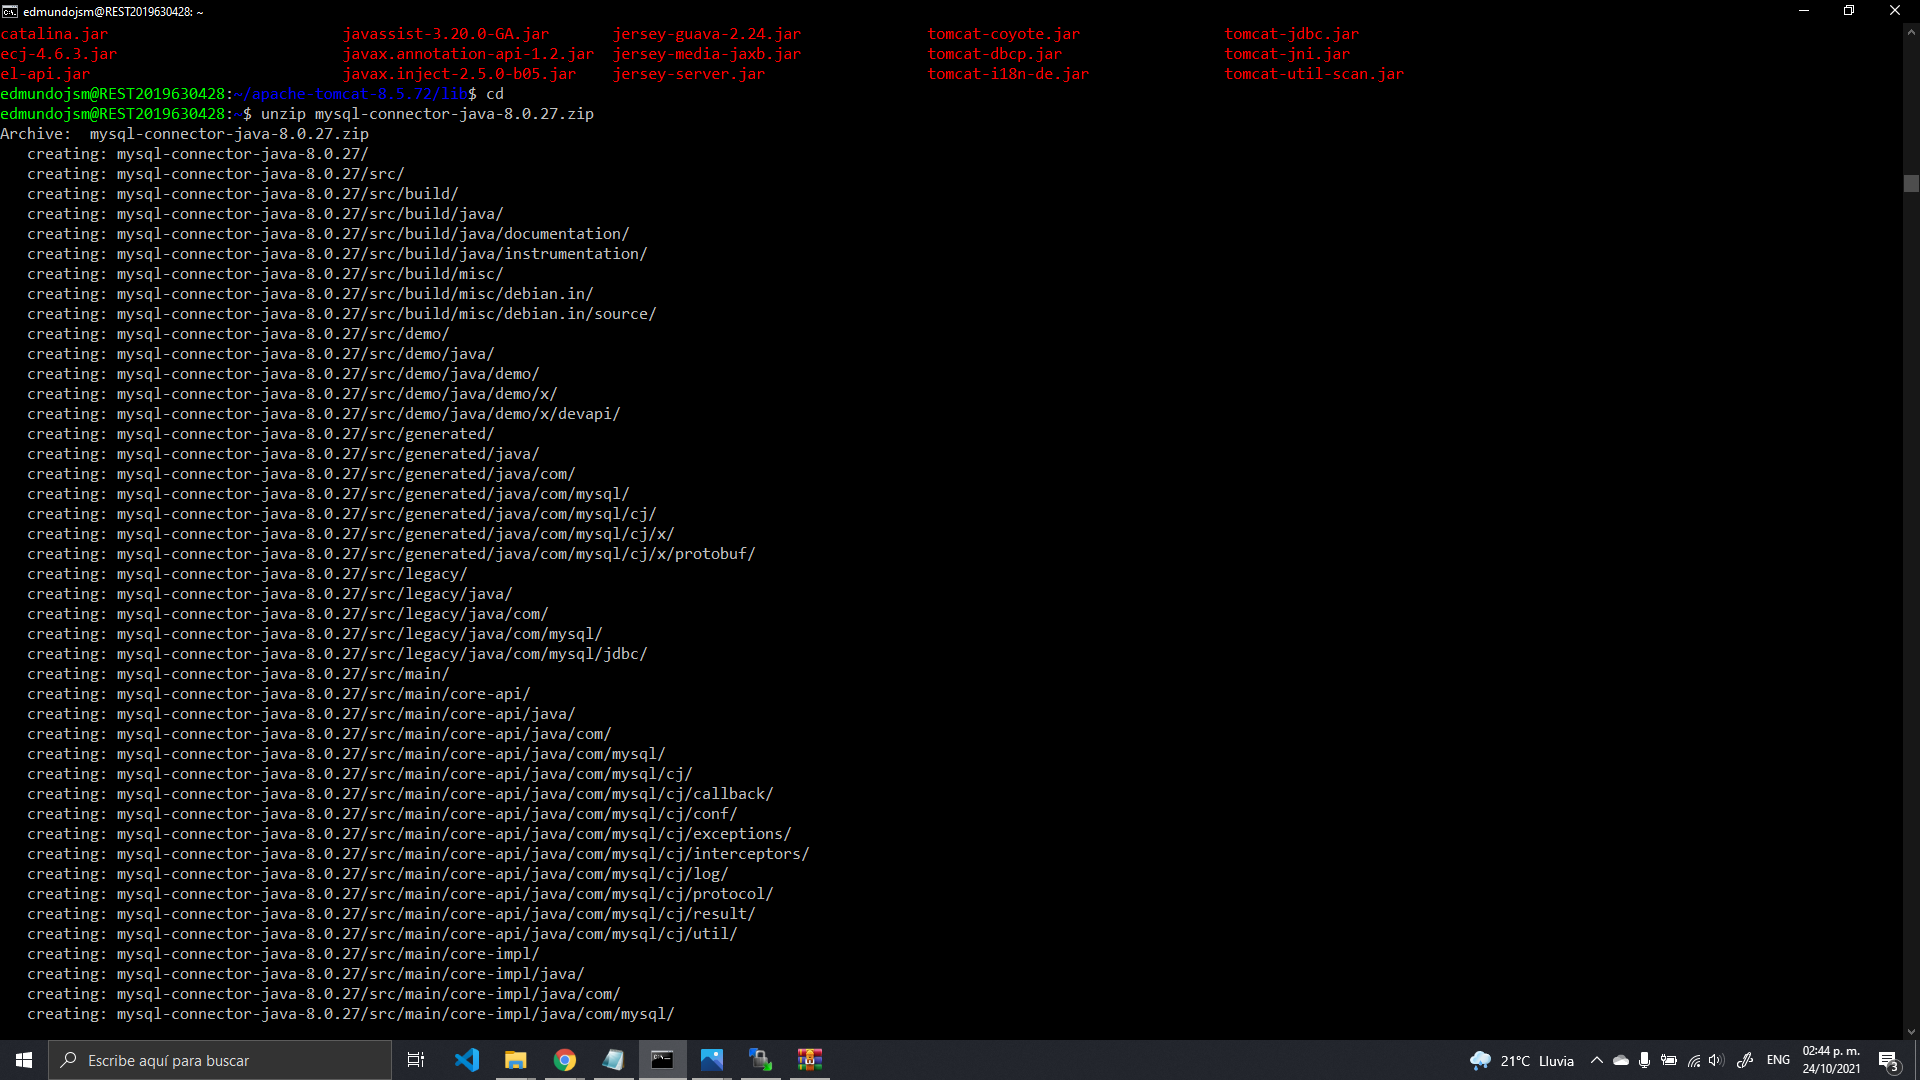 edmundojsm@REST2019630428: ~
catalina.jar javassist-3.20.0-GA.jar jersey-guava-2.24.jar tomcat-coyote.jar tomcat-jdbc.jar
ecj-4.6.3.jar javax.annotation-api-1.2.jar jersey-media-jaxb.jar tomcat-dbcp.jar tomcat-jni.jar
el-api.jar javax.inject-2.5.0-b05.jar jersey-server.jar tomcat-i18n-de.jar tomcat-util-scan.jar
edmundojsm@REST2019630428:~/apache-tomcat-8.5.72/lib$ cd
edmundojsm@REST2019630428:~$ unzip mysql-connector-java-8.0.27.zip
Archive:  mysql-connector-java-8.0.27.zip
creating: mysql-connector-java-8.0.27/
creating: mysql-connector-java-8.0.27/src/
creating: mysql-connector-java-8.0.27/src/build/
creating: mysql-connector-java-8.0.27/src/build/java/
creating: mysql-connector-java-8.0.27/src/build/java/documentation/
creating: mysql-connector-java-8.0.27/src/build/java/instrumentation/
creating: mysql-connector-java-8.0.27/src/build/misc/
creating: mysql-connector-java-8.0.27/src/build/misc/debian.in/
creating: mysql-connector-java-8.0.27/src/build/misc/debian.in/source/
creating: mysql-connector-java-8.0.27/src/demo/
creating: mysql-connector-java-8.0.27/src/demo/java/
creating: mysql-connector-java-8.0.27/src/demo/java/demo/
creating: mysql-connector-java-8.0.27/src/demo/java/demo/x/
creating: mysql-connector-java-8.0.27/src/demo/java/demo/x/devapi/
creating: mysql-connector-java-8.0.27/src/generated/
creating: mysql-connector-java-8.0.27/src/generated/java/
creating: mysql-connector-java-8.0.27/src/generated/java/com/
creating: mysql-connector-java-8.0.27/src/generated/java/com/mysql/
creating: mysql-connector-java-8.0.27/src/generated/java/com/mysql/cj/
creating: mysql-connector-java-8.0.27/src/generated/java/com/mysql/cj/x/
creating: mysql-connector-java-8.0.27/src/generated/java/com/mysql/cj/x/protobuf/
creating: mysql-connector-java-8.0.27/src/legacy/
creating: mysql-connector-java-8.0.27/src/legacy/java/
creating: mysql-connector-java-8.0.27/src/legacy/java/com/
creating: mysql-connector-java-8.0.27/src/legacy/java/com/mysql/
creating: mysql-connector-java-8.0.27/src/legacy/java/com/mysql/jdbc/
creating: mysql-connector-java-8.0.27/src/main/
creating: mysql-connector-java-8.0.27/src/main/core-api/
creating: mysql-connector-java-8.0.27/src/main/core-api/java/
creating: mysql-connector-java-8.0.27/src/main/core-api/java/com/
creating: mysql-connector-java-8.0.27/src/main/core-api/java/com/mysql/
creating: mysql-connector-java-8.0.27/src/main/core-api/java/com/mysql/cj/
creating: mysql-connector-java-8.0.27/src/main/core-api/java/com/mysql/cj/callback/
creating: mysql-connector-java-8.0.27/src/main/core-api/java/com/mysql/cj/conf/
creating: mysql-connector-java-8.0.27/src/main/core-api/java/com/mysql/cj/exceptions/
creating: mysql-connector-java-8.0.27/src/main/core-api/java/com/mysql/cj/interceptors/
creating: mysql-connector-java-8.0.27/src/main/core-api/java/com/mysql/cj/log/
creating: mysql-connector-java-8.0.27/src/main/core-api/java/com/mysql/cj/protocol/
creating: mysql-connector-java-8.0.27/src/main/core-api/java/com/mysql/cj/result/
creating: mysql-connector-java-8.0.27/src/main/core-api/java/com/mysql/cj/util/
creating: mysql-connector-java-8.0.27/src/main/core-impl/
creating: mysql-connector-java-8.0.27/src/main/core-impl/java/
creating: mysql-connector-java-8.0.27/src/main/core-impl/java/com/
creating: mysql-connector-java-8.0.27/src/main/core-impl/java/com/mysql/
Escribe aquí para buscar
21°C Lluvia
ENG
02:44 p. m.
24/10/2021
3